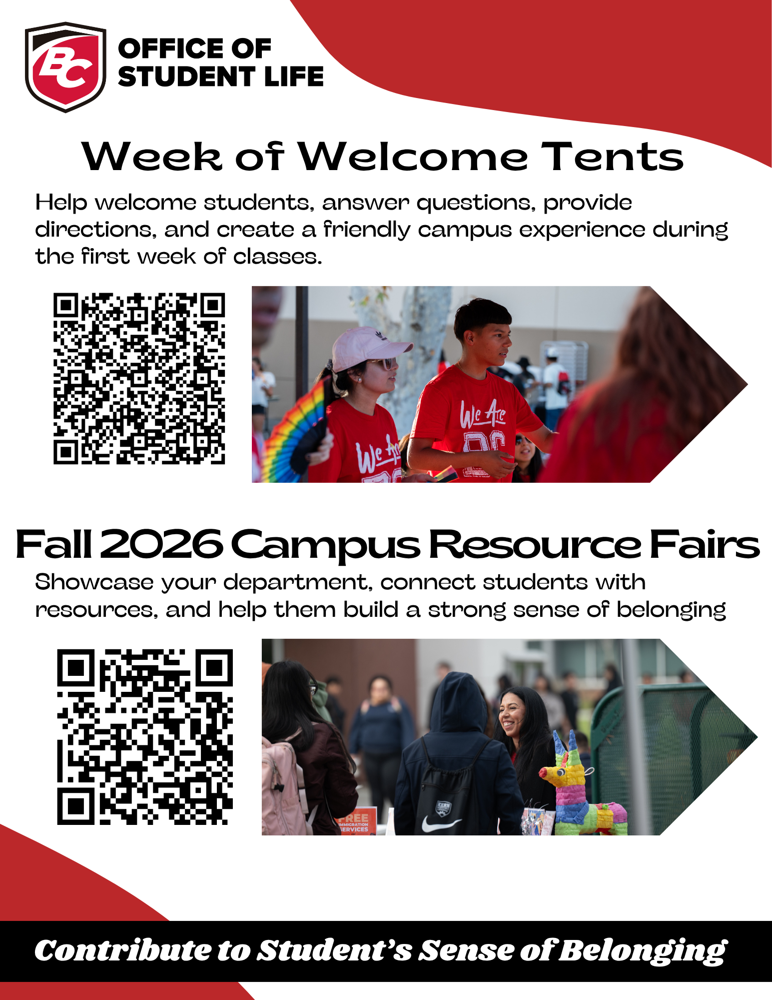 BC
OFFICE OF
STUDENT LIFE
Week of Welcome Tents
Help welcome students, answer questions, provide
directions, and create a friendly campus experience during
the first week of classes.
We Are
We Are
BC
Fall 2026 Campus Resource Fairs
Showcase your department, connect students with
resources, and help them build a strong sense of belonging
FREE
IMMIGRATION
SERVICES
Contribute to Student's Sense of Belonging